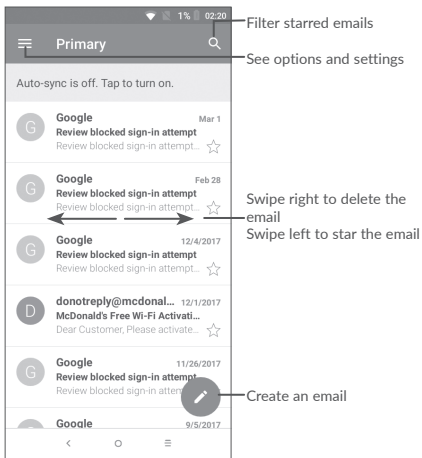 1% 02:20
Primary
Auto-sync is off. Tap to turn on.
G
Google Mar 1
Review blocked sign-in attempt
Review blocked sign-in attempt...
G
Google Feb 28
Review blocked sign-in attempt
Review blocked sign-in attempt...
G
Google 12/4/2017
Review blocked sign-in attempt
Review blocked sign-in attempt...
D
donotreply@mcdonal... 12/1/2017
McDonald's Free Wi-Fi Activati...
Dear Customer, Please activate...
G
Google 11/26/2017
Review blocked sign-in attempt
Review blocked sign-in
Google 9/5/2017
Filter starred emails
See options and settings
Swipe right to delete the
email
Swipe left to star the email
Create an email